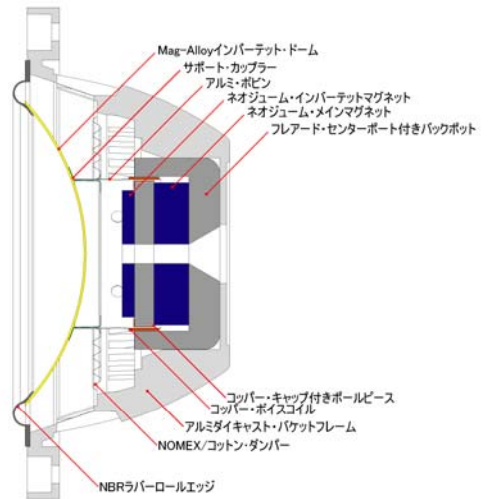 Mag-Alloyインバーテット・ドーム
サポート・カップラー
アルミ・ボビン
ネオジューム・インバーテットマグネット
ネオジューム・メインマグネット
フレアード・センターポート付きバックポット
コッパー・キャップ付きポールピース
コッパー・ボイスコイル
アルミダイキャスト・バケットフレーム
NOMEX/コットン・ダンパー
NBRラバーロールエッジ